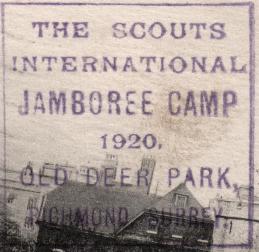 THE SCOUTS
INTERNATIONAL
JAMBOREE CAMP
1920,
OLD DEER PARK,
RICHMOND SURREY.